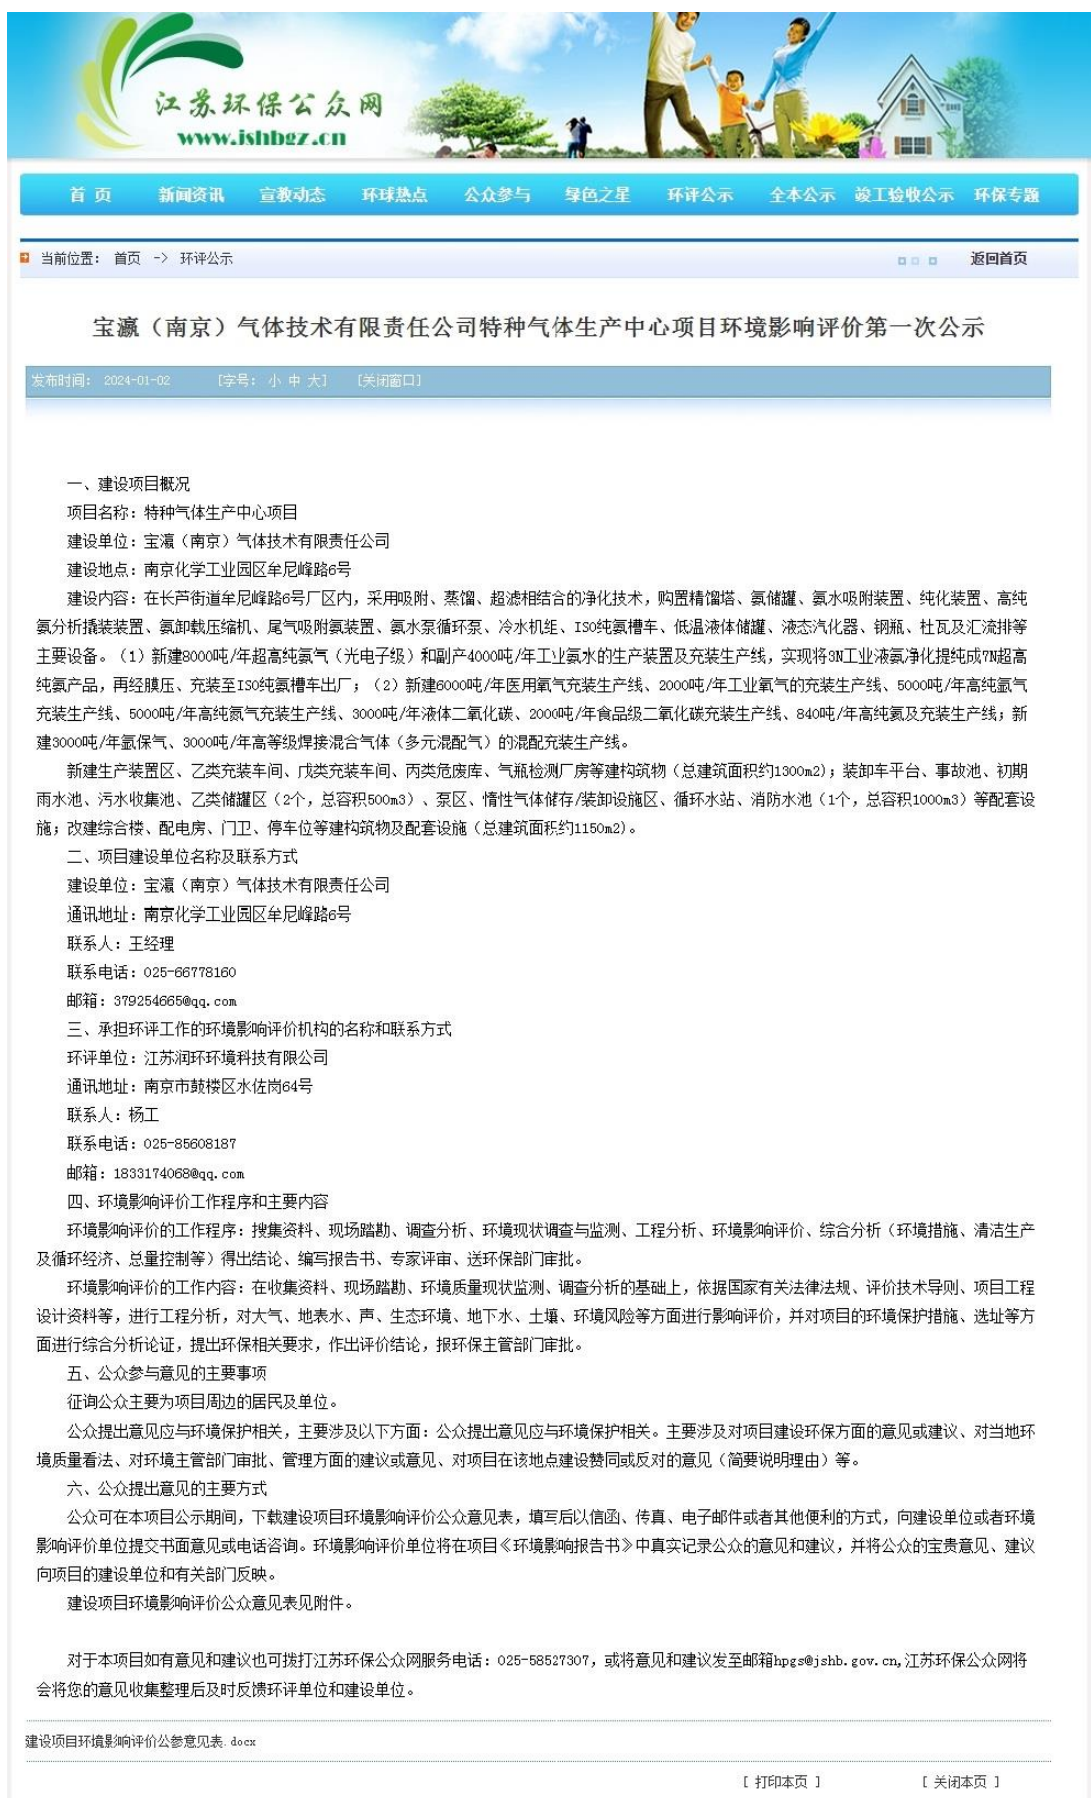 江苏环保公众网
www.jshbgz.cn
首 页 新闻资讯 宣教动态 环球热点 公众参与 绿色之星 环评公示 全本公示 竣工验收公示 环保专题
当前位置: 首页 -> 环评公示 返回首页
宝瀛（南京）气体技术有限责任公司特种气体生产中心项目环境影响评价第一次公示
发布时间: 2024-01-02 [字号: 小 中 大] [关闭窗口]
一、建设项目概况
项目名称：特种气体生产中心项目
建设单位：宝瀛（南京）气体技术有限责任公司
建设地点：南京化学工业园区牟尼峰路6号
建设内容：在长芦街道牟尼峰路6号厂区内，采用吸附、蒸馏、超滤相结合的净化技术，购置精馏塔、氨储罐、氨水吸附装置、纯化装置、高纯
氨分析撬装装置、氨卸载压缩机、尾气吸附氨装置、氨水泵循环泵、冷水机组、ISO纯氨槽车、低温液体储罐、液态汽化器、钢瓶、杜瓦及汇流排等
主要设备。（1）新建8000吨/年超高纯氨气（光电子级）和副产4000吨/年工业氨水的生产装置及充装生产线，实现将3N工业液氨净化提纯成7N超高
纯氨产品，再经膜压、充装至ISO纯氨槽车出厂；（2）新建6000吨/年医用氧气充装生产线、2000吨/年工业氧气的充装生产线、5000吨/年高纯氩气
充装生产线、5000吨/年高纯氮气充装生产线、3000吨/年液体二氧化碳、2000吨/年食品级二氧化碳充装生产线、840吨/年高纯氦及充装生产线；新
建3000吨/年氩保气、3000吨/年高等级焊接混合气体（多元混配气）的混配充装生产线。
新建生产装置区、乙类充装车间、戊类充装车间、丙类危废库、气瓶检测厂房等建构筑物（总建筑面积约1300m2)；装卸车平台、事故池、初期
雨水池、污水收集池、乙类储罐区（2个，总容积500m3）、泵区、惰性气体储存/装卸设施区、循环水站、消防水池（1个，总容积1000m3）等配套设
施；改建综合楼、配电房、门卫、停车位等建构筑物及配套设施（总建筑面积约1150m2)。
二、项目建设单位名称及联系方式
建设单位：宝瀛（南京）气体技术有限责任公司
通讯地址：南京化学工业园区牟尼峰路6号
联系人：王经理
联系电话：025-66778160
邮箱：379254665@qq.com
三、承担环评工作的环境影响评价机构的名称和联系方式
环评单位：江苏润环环境科技有限公司
通讯地址：南京市鼓楼区水佐岗64号
联系人：杨工
联系电话：025-85608187
邮箱：1833174068@qq.com
四、环境影响评价工作程序和主要内容
环境影响评价的工作程序：搜集资料、现场踏勘、调查分析、环境现状调查与监测、工程分析、环境影响评价、综合分析（环境措施、清洁生产
及循环经济、总量控制等）得出结论、编写报告书、专家评审、送环保部门审批。
环境影响评价的工作内容：在收集资料、现场踏勘、环境质量现状监测、调查分析的基础上，依据国家有关法律法规、评价技术导则、项目工程
设计资料等，进行工程分析，对大气、地表水、声、生态环境、地下水、土壤、环境风险等方面进行影响评价，并对项目的环境保护措施、选址等方
面进行综合分析论证，提出环保相关要求，作出评价结论，报环保主管部门审批。
五、公众参与意见的主要事项
征询公众主要为项目周边的居民及单位。
公众提出意见应与环境保护相关，主要涉及以下方面：公众提出意见应与环境保护相关。主要涉及对项目建设环保方面的意见或建议、对当地环
境质量看法、对环境主管部门审批、管理方面的建议或意见、对项目在该地点建设赞同或反对的意见（简要说明理由）等。
六、公众提出意见的主要方式
公众可在本项目公示期间，下载建设项目环境影响评价公众意见表，填写后以信函、传真、电子邮件或者其他便利的方式，向建设单位或者环境
影响评价单位提交书面意见或电话咨询。环境影响评价单位将在项目《环境影响报告书》中真实记录公众的意见和建议，并将公众的宝贵意见、建议
向项目的建设单位和有关部门反映。
建设项目环境影响评价公众意见表见附件。
对于本项目如有意见和建议也可拨打江苏环保公众网服务电话：025-58527307，或将意见和建议发至邮箱hpgs@jshb.gov.cn,江苏环保公众网将
会将您的意见收集整理后及时反馈环评单位和建设单位。
建设项目环境影响评价公参意见表.docx
[ 打印本页 ] [ 关闭本页 ]